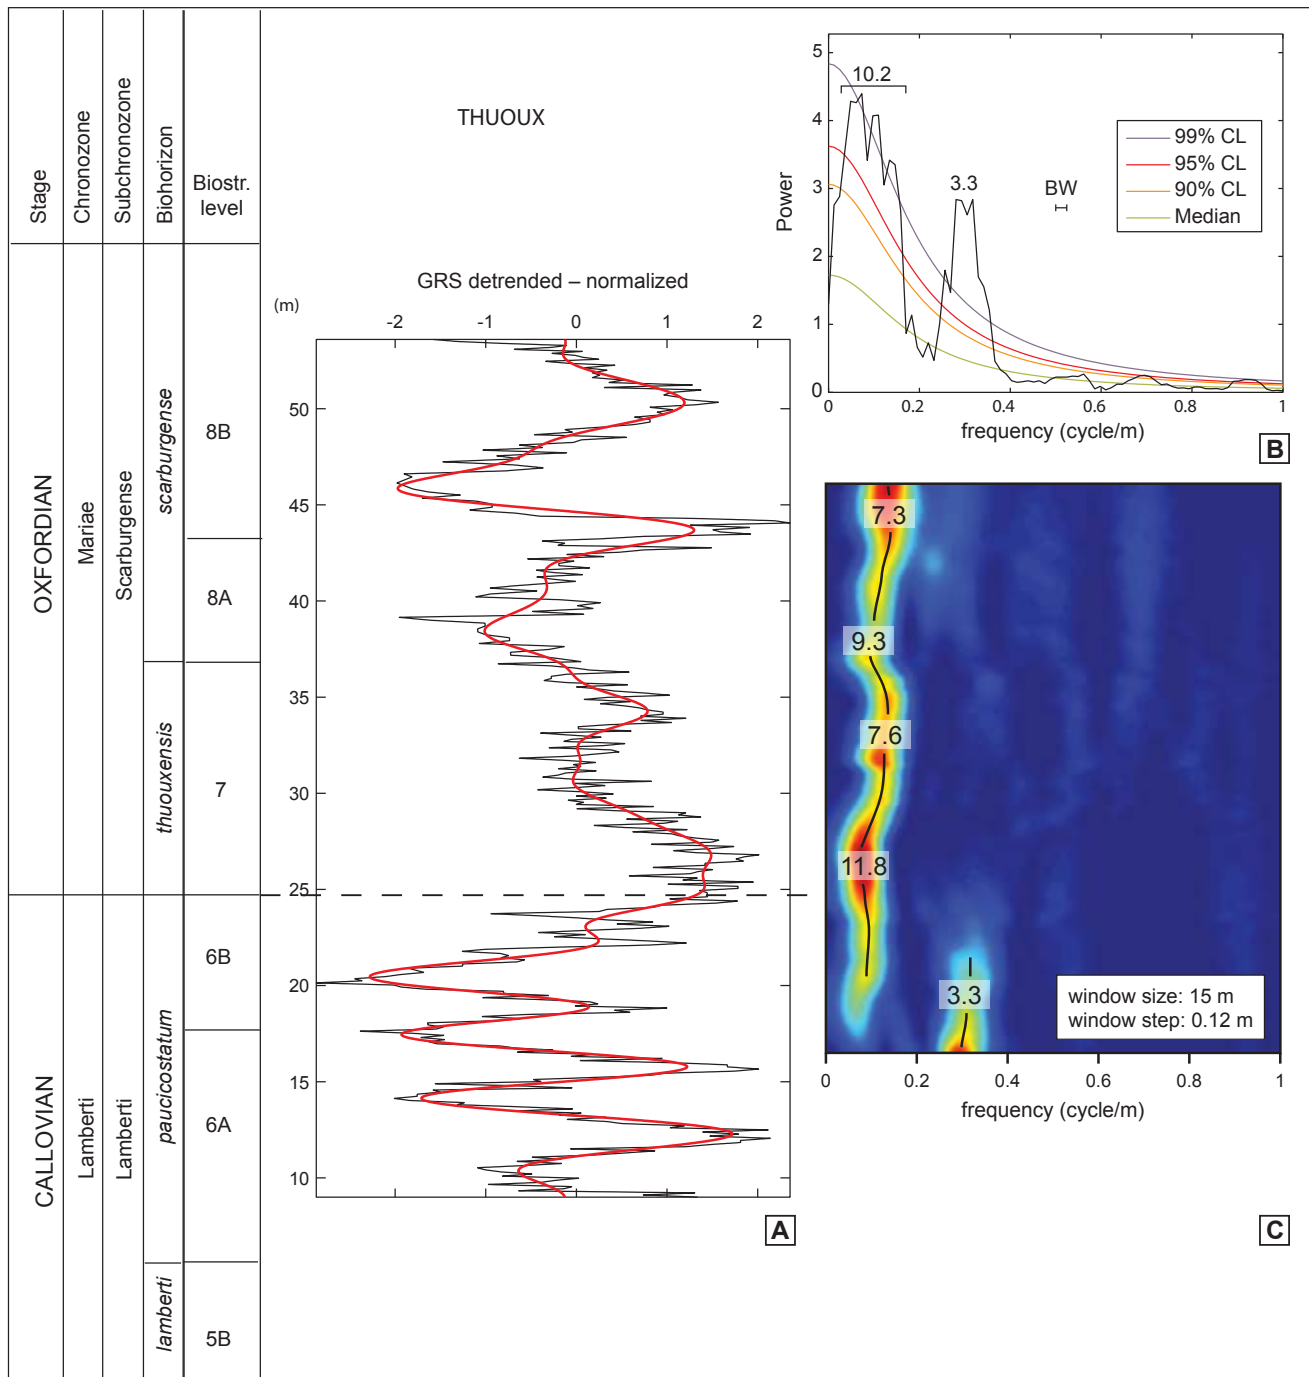 Stage
Chronozone
Subchronozone
Biohorizon
Biostr.
level
OXFORDIAN
Mariae
Scarburgense
scarburgense
8B
8A
thuouxensis
7
CALLOVIAN
Lamberti
Lamberti
paucicostatum
6B
6A
lamberti
5B
THUOUX
GRS detrended – normalized
(m)
-2 -1 0 1 2
50
45
40
35
30
25
20
15
10
A
5
4
3
2
1
0
Power
10.2
3.3
BW
99% CL
95% CL
90% CL
Median
0 0.2 0.4 0.6 0.8 1
frequency (cycle/m)
B
7.3
9.3
7.6
11.8
3.3
window size: 15 m
window step: 0.12 m
0 0.2 0.4 0.6 0.8 1
frequency (cycle/m)
C